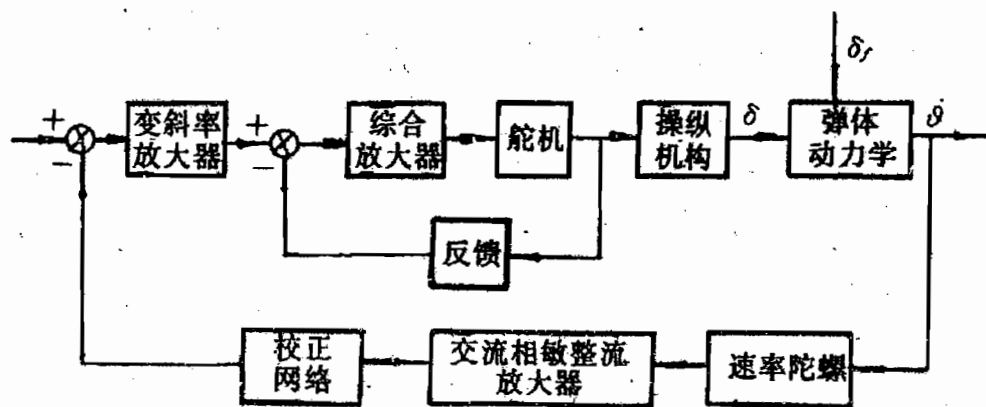 δf
+
变斜率
放大器
+
综合
放大器
舵机
操纵
机构
δ
弹体
动力学
ϑ̇
−
−
反馈
校正
网络
交流相敏整流
放大器
速率陀螺